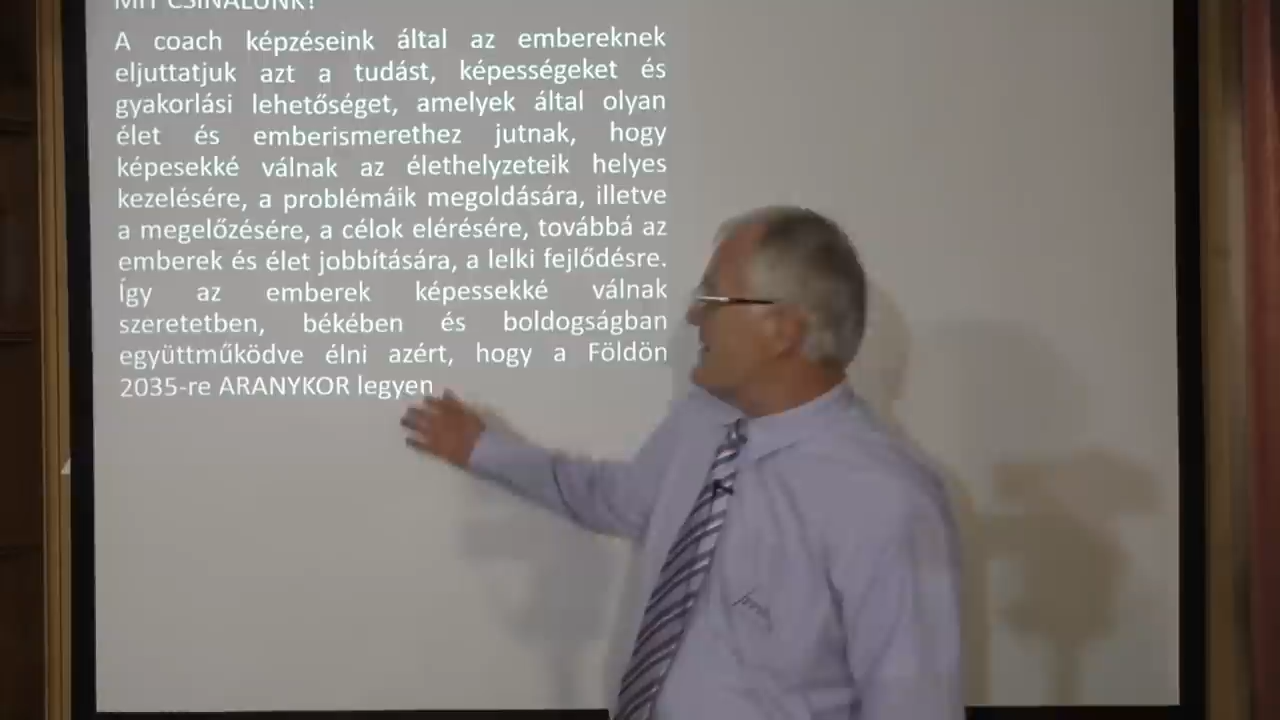 MIT CSINÁLUNK?
A coach képzéseink által az embereknek
eljuttatjuk azt a tudást, képességeket és
gyakorlási lehetőséget, amelyek által olyan
élet és emberismerethez jutnak, hogy
képesekké válnak az élethelyzeteik helyes
kezelésére, a problémáik megoldására, illetve
a megelőzésére, a célok elérésére, továbbá az
emberek és élet jobbítására, a lelki fejlődésre.
Így az emberek képessekké válnak
szeretetben, békében és boldogságban
együttműködve élni azért, hogy a Földön
2035-re ARANYKOR legyen